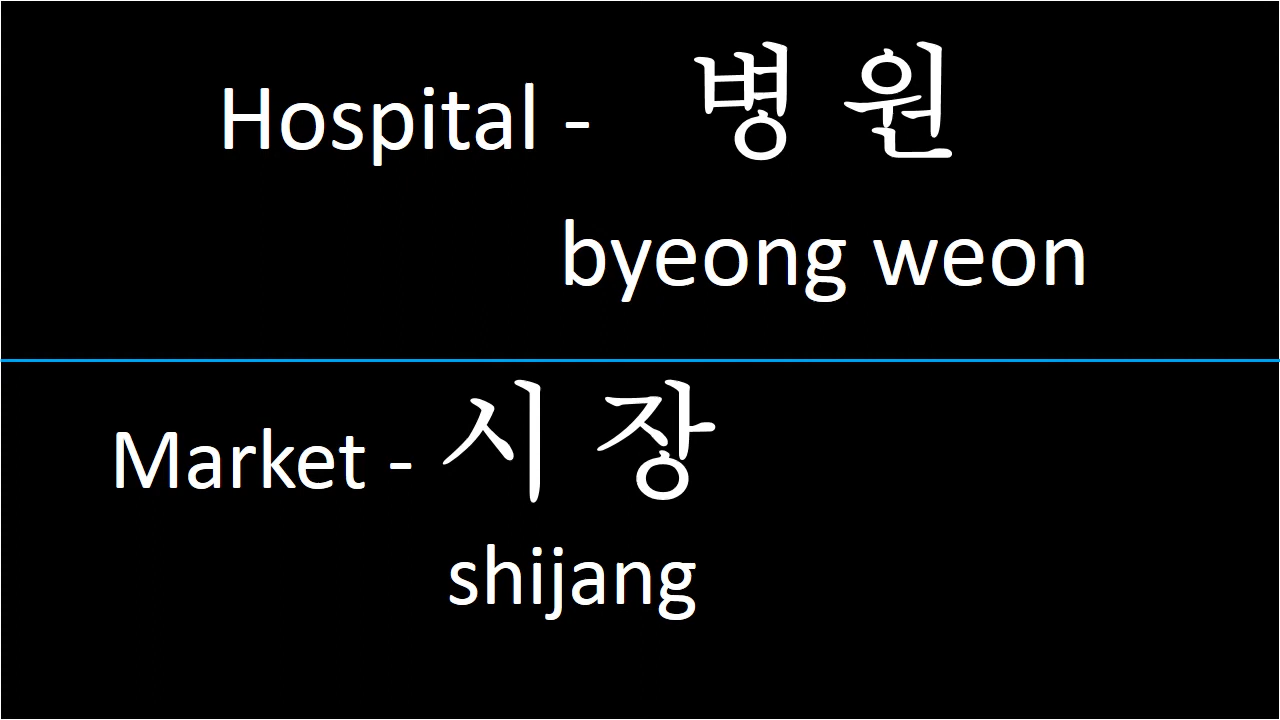 Hospital - 병 원
byeong weon
Market - 시 장
shijang